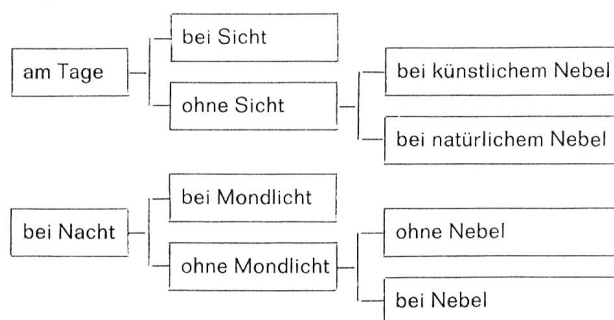 am Tage
bei Sicht
ohne Sicht
bei künstlichem Nebel
bei natürlichem Nebel
bei Nacht
bei Mondlicht
ohne Mondlicht
ohne Nebel
bei Nebel